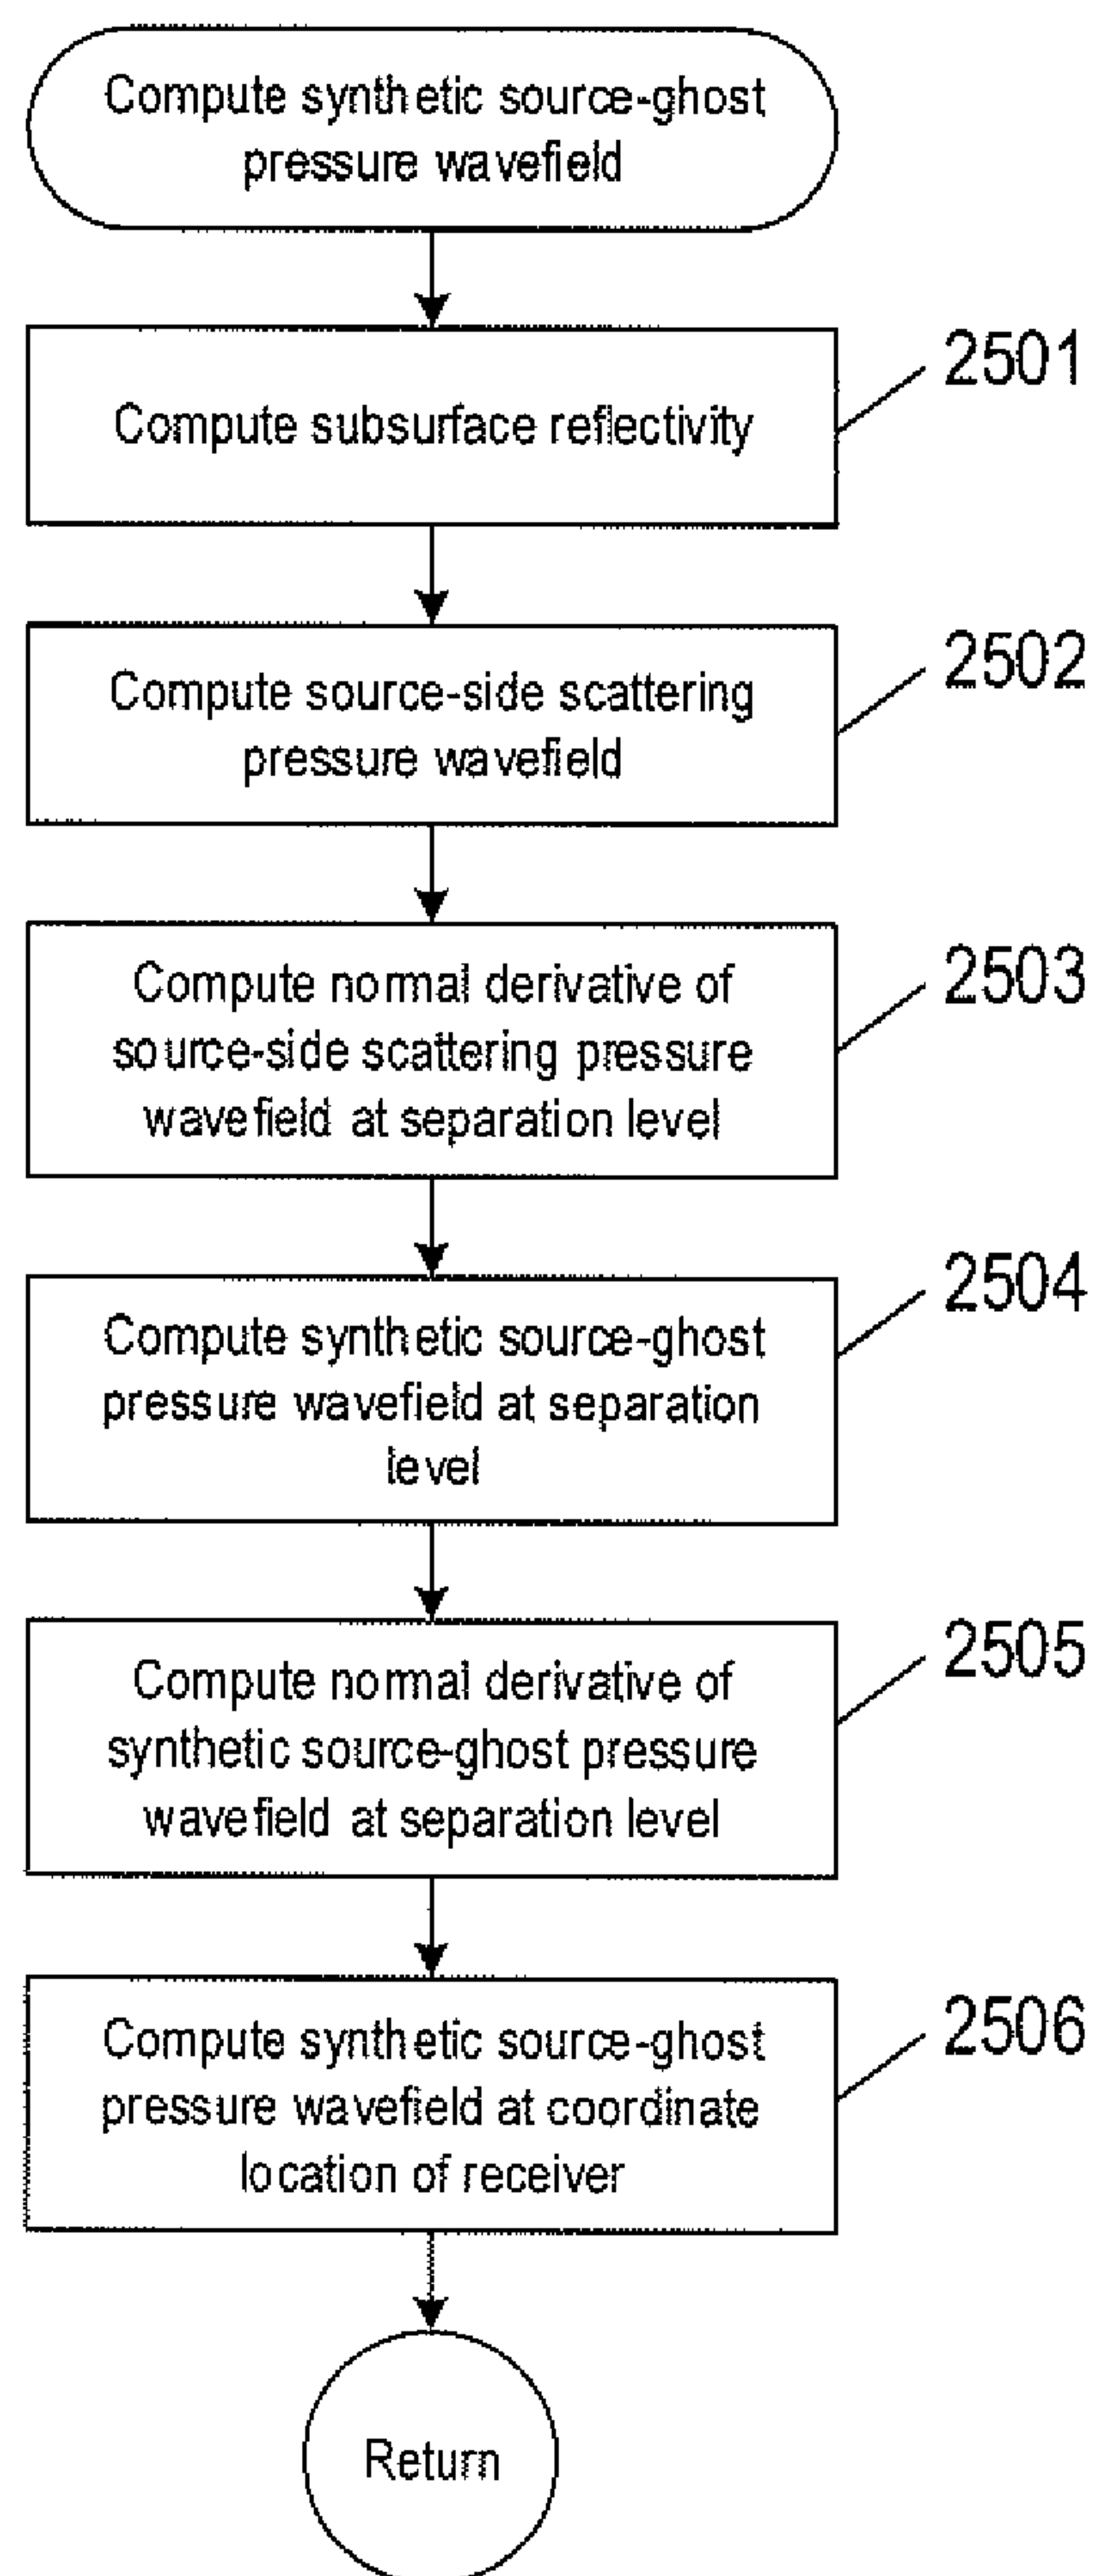 Compute synthetic source-ghost
pressure wavefield
2501
Compute subsurface reflectivity
2502
Compute source-side scattering
pressure wavefield
2503
Compute normal derivative of
source-side scattering pressure
wavefield at separation level
2504
Compute synthetic source-ghost
pressure wavefield at separation
level
2505
Compute normal derivative of
synthetic source-ghost pressure
wavefield at separation level
2506
Compute synthetic source-ghost
pressure wavefield at coordinate
location of receiver
Return